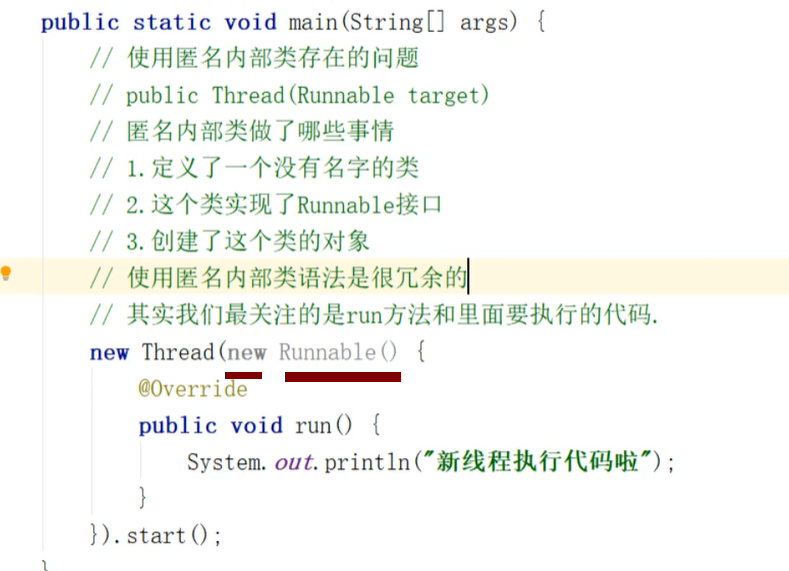 public static void main(String[] args) {
// 使用匿名内部类存在的问题
// public Thread(Runnable target)
// 匿名内部类做了哪些事情
// 1.定义了一个没有名字的类
// 2.这个类实现了Runnable接口
// 3.创建了这个类的对象
// 使用匿名内部类语法是很冗余的
// 其实我们最关注的是run方法和里面要执行的代码.
new Thread(new Runnable() {
@Override
public void run() {
System.out.println("新线程执行代码啦");
}
}).start();
}